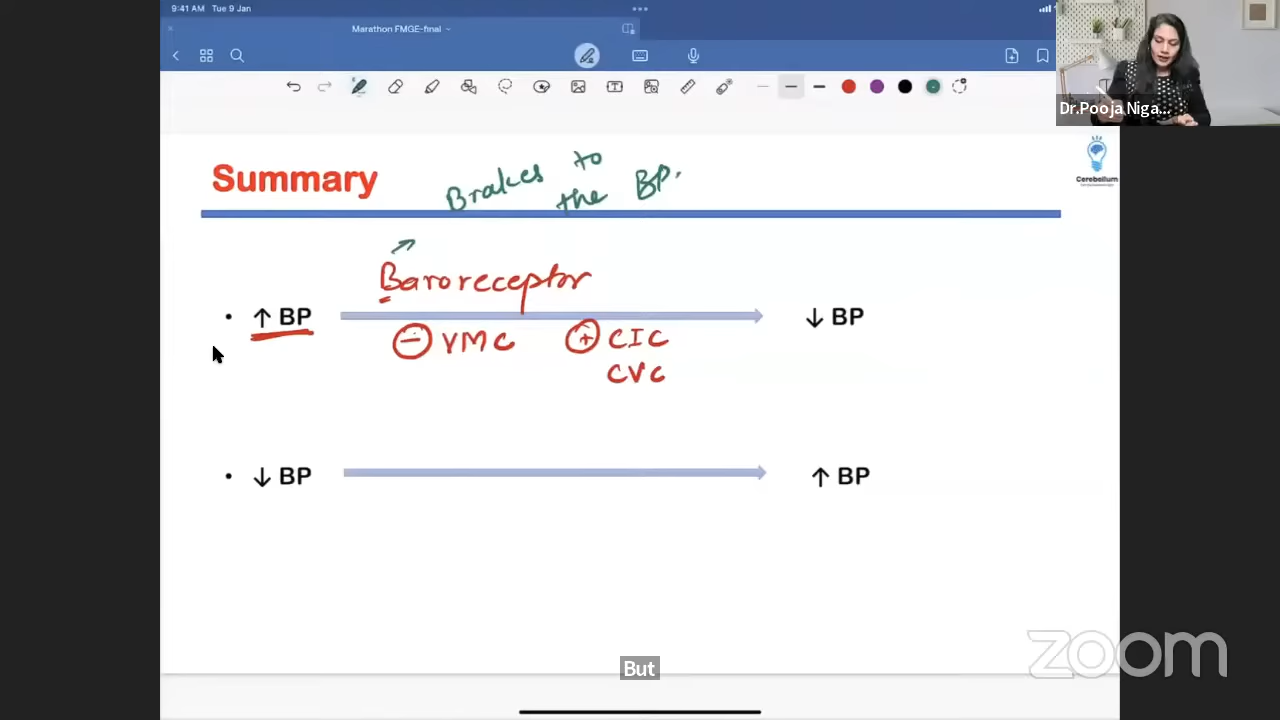 9:41 AM Tue 9 Jan
Marathon FMGE-final
Dr.Pooja Niga...
Cerebellum
Summary
Brakes to the BP.
Baroreceptor
• ↑ BP
↓ BP
⊖ VMC ⊕ CIC
CVC
• ↓ BP
↑ BP
zoom
But